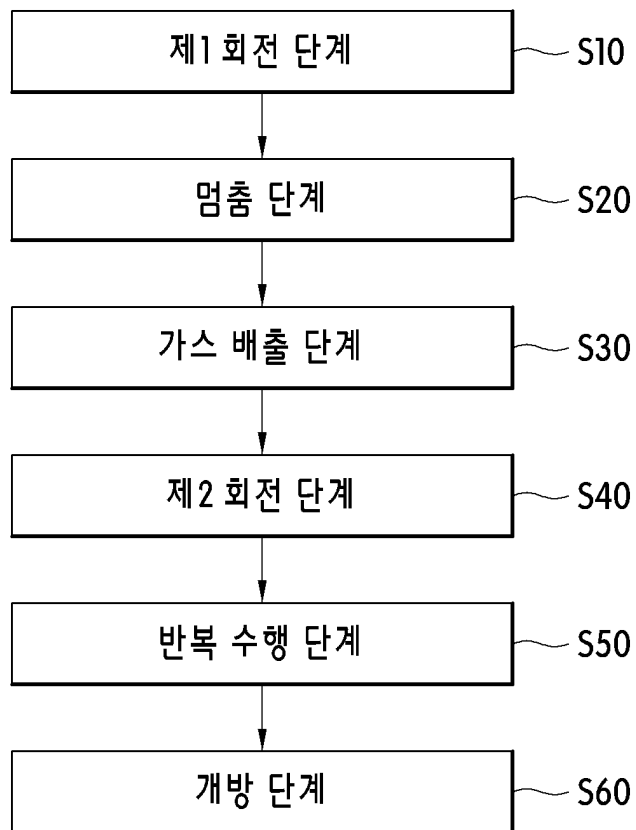 제1 회전 단계 S10
멈춤 단계 S20
가스 배출 단계 S30
제2 회전 단계 S40
반복 수행 단계 S50
개방 단계 S60